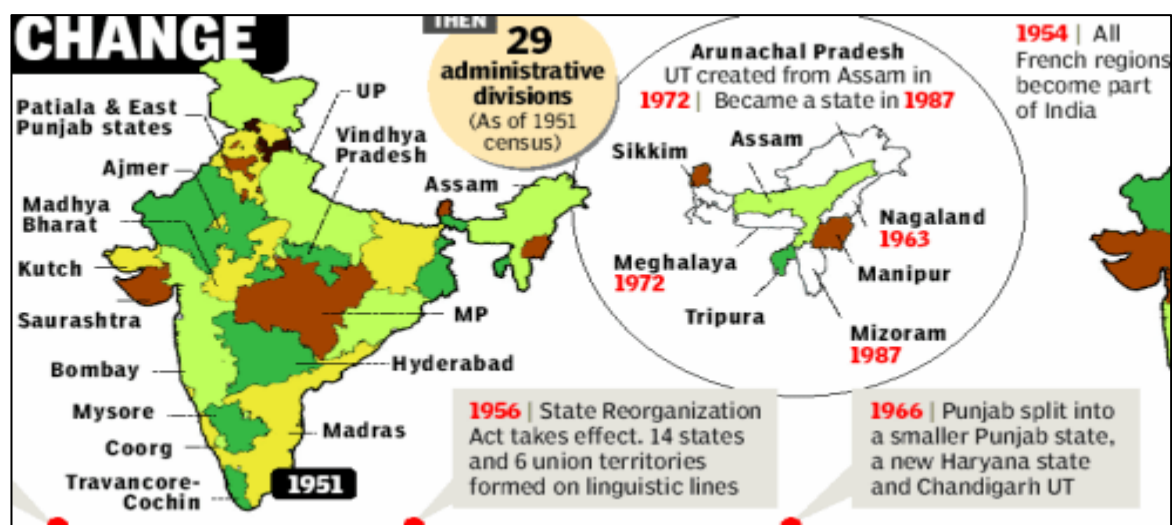 CHANGE
THEN
29
administrative
divisions
(As of 1951
census)
Patiala & East
Punjab states
Ajmer
Madhya
Bharat
Kutch
Saurashtra
Bombay
Mysore
Coorg
Travancore-
Cochin
UP
Vindhya
Pradesh
Assam
MP
Hyderabad
Madras
1951
Arunachal Pradesh
UT created from Assam in
1972 | Became a state in 1987
Sikkim
Assam
Nagaland
1963
Meghalaya
1972
Manipur
Tripura
Mizoram
1987
1954 | All
French regions
become part
of India
1956 | State Reorganization
Act takes effect. 14 states
and 6 union territories
formed on linguistic lines
1966 | Punjab split into
a smaller Punjab state,
a new Haryana state
and Chandigarh UT